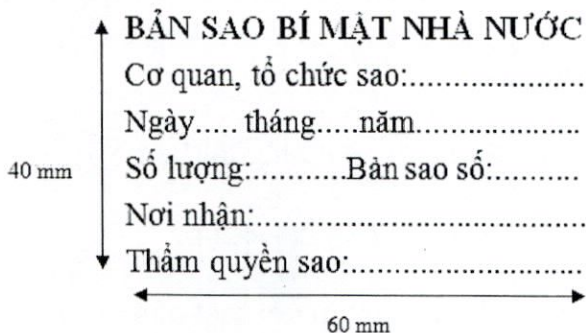 BẢN SAO BÍ MẬT NHÀ NƯỚC
Cơ quan, tổ chức sao:......................
Ngày..... tháng.....năm.....................
40 mm
Số lượng:...........Bản sao số:..........
Nơi nhận:..........................................
Thẩm quyền sao:.............................
60 mm